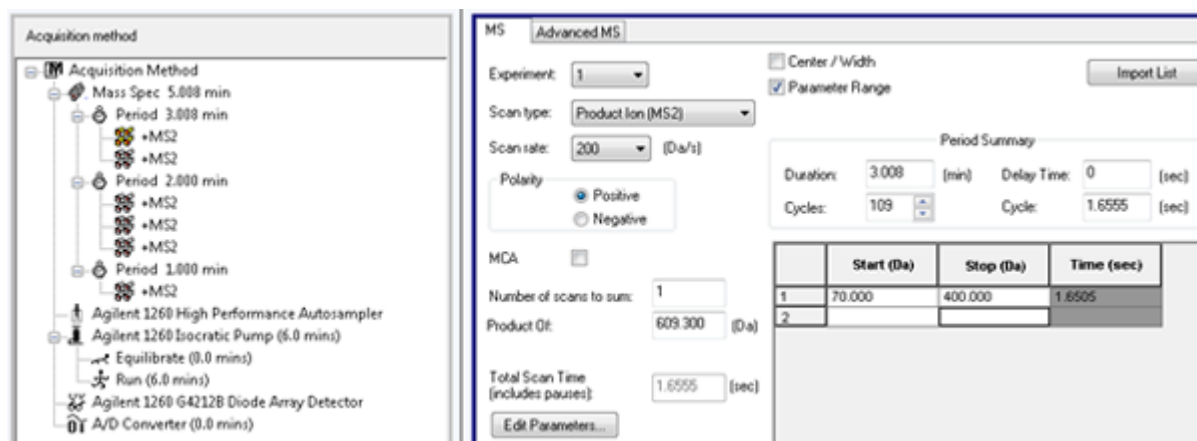 Acquisition method
Acquisition Method
Mass Spec 5.008 min
Period 3.008 min
+MS2
+MS2
Period 2.000 min
+MS2
+MS2
+MS2
Period 1.000 min
+MS2
Agilent 1260 High Performance Autosampler
Agilent 1260 Isocratic Pump (6.0 mins)
Equilibrate (0.0 mins)
Run (6.0 mins)
Agilent 1260 G4212B Diode Array Detector
A/D Converter (0.0 mins)
MS Advanced MS
Experiment: 1
Scan type: Product Ion (MS2)
Scan rate: 200 (Da/s)
Polarity
Positive
Negative
MCA
Number of scans to sum: 1
Product Of: 609.300 (Da)
Total Scan Time
(includes pauses): 1.6555 (sec)
Edit Parameters...
Center / Width
Parameter Range
Import List
Period Summary
Duration: 3.008 (min) Delay Time: 0 (sec)
Cycles: 109 Cycle: 1.6555 (sec)
Start (Da) Stop (Da) Time (sec)
1 70.000 400.000 1.6505
2